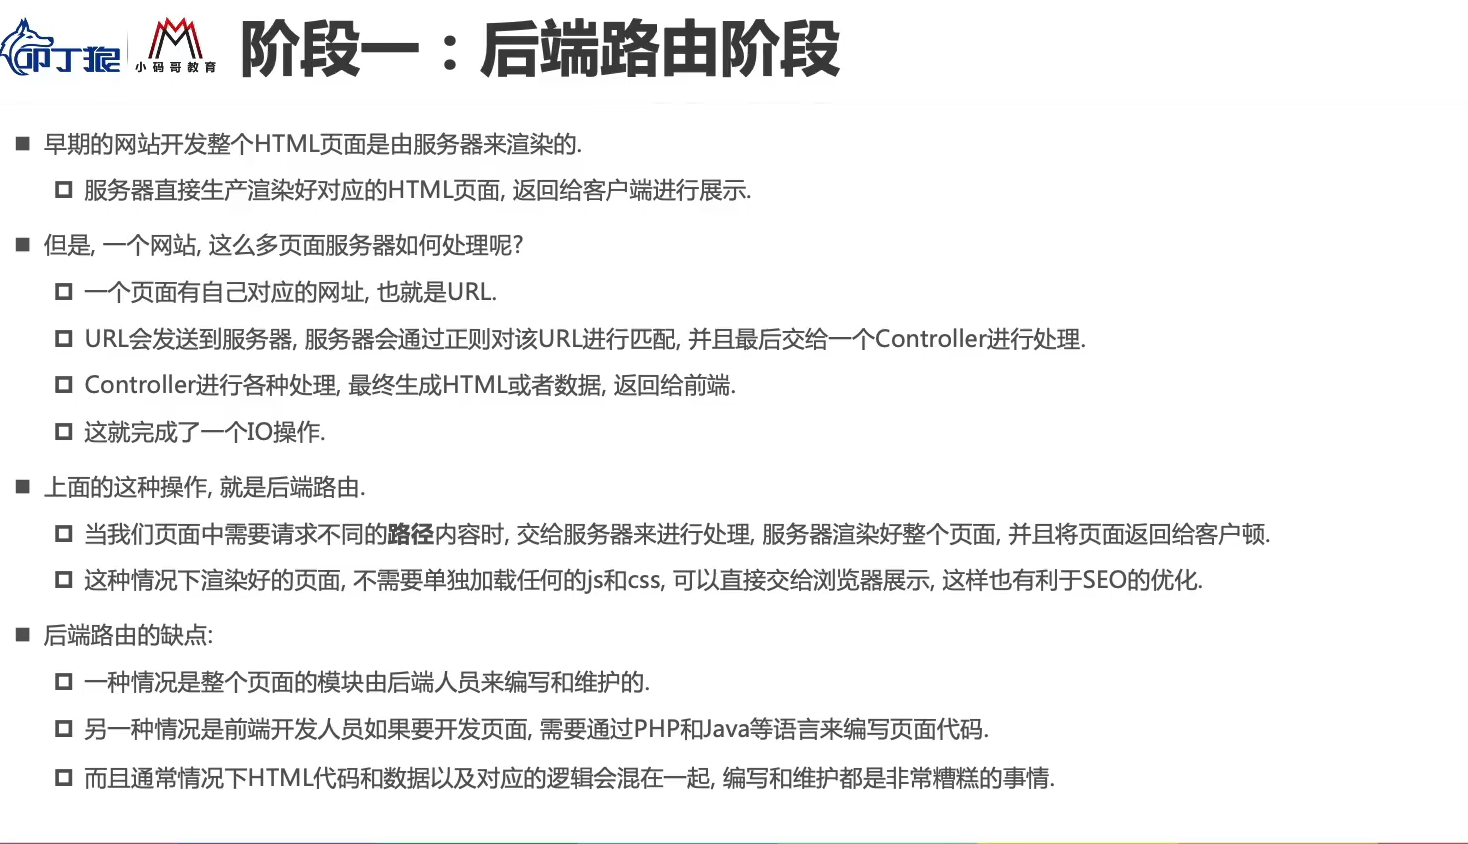 叩丁狼
小码哥教育
阶段一：后端路由阶段
早期的网站开发整个HTML页面是由服务器来渲染的.
服务器直接生产渲染好对应的HTML页面, 返回给客户端进行展示.
但是, 一个网站, 这么多页面服务器如何处理呢?
一个页面有自己对应的网址, 也就是URL.
URL会发送到服务器, 服务器会通过正则对该URL进行匹配, 并且最后交给一个Controller进行处理.
Controller进行各种处理, 最终生成HTML或者数据, 返回给前端.
这就完成了一个IO操作.
上面的这种操作, 就是后端路由.
当我们页面中需要请求不同的路径内容时, 交给服务器来进行处理, 服务器渲染好整个页面, 并且将页面返回给客户顿.
这种情况下渲染好的页面, 不需要单独加载任何的js和css, 可以直接交给浏览器展示, 这样也有利于SEO的优化.
后端路由的缺点:
一种情况是整个页面的模块由后端人员来编写和维护的.
另一种情况是前端开发人员如果要开发页面, 需要通过PHP和Java等语言来编写页面代码.
而且通常情况下HTML代码和数据以及对应的逻辑会混在一起, 编写和维护都是非常糟糕的事情.